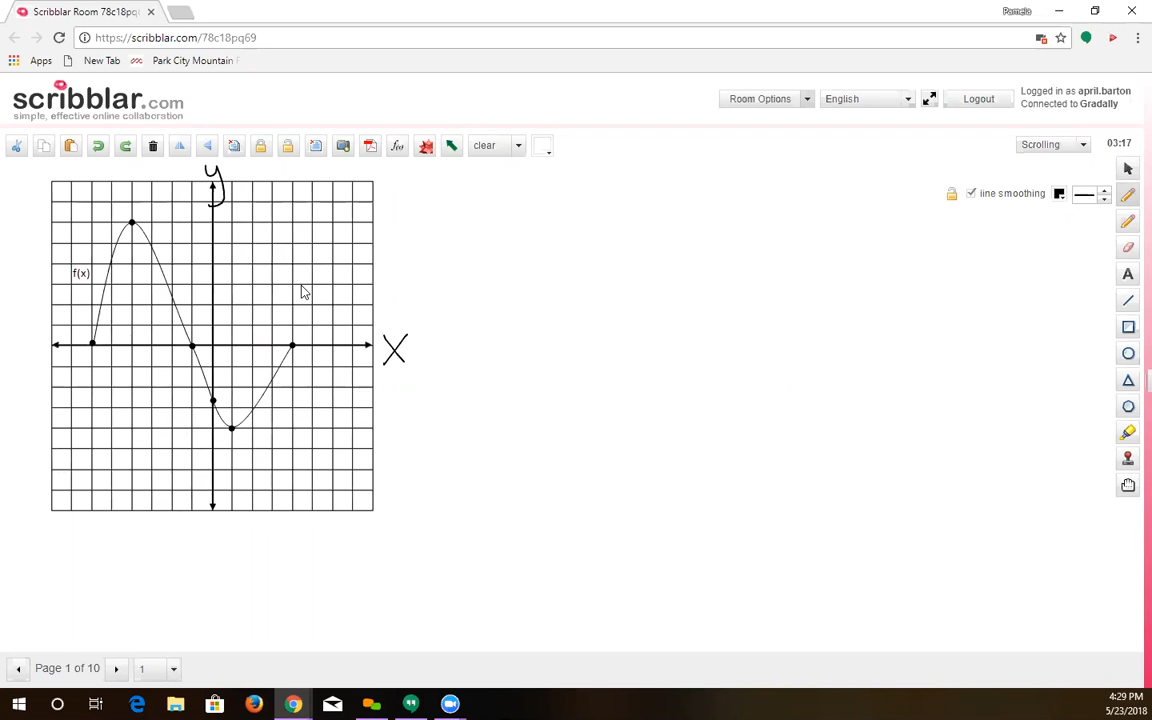 Scribblar Room 78c18pq6
Pamela
https://scribblar.com/78c18pq69
Apps
New Tab
Park City Mountain
scribblar.com
simple, effective online collaboration
Room Options
English
Logout
Logged in as april.barton
Connected to Gradally
f(x)
clear
Scrolling
03:17
y
line smoothing
A
f(x)
X
Page 1 of 10
1
4:29 PM
5/23/2018